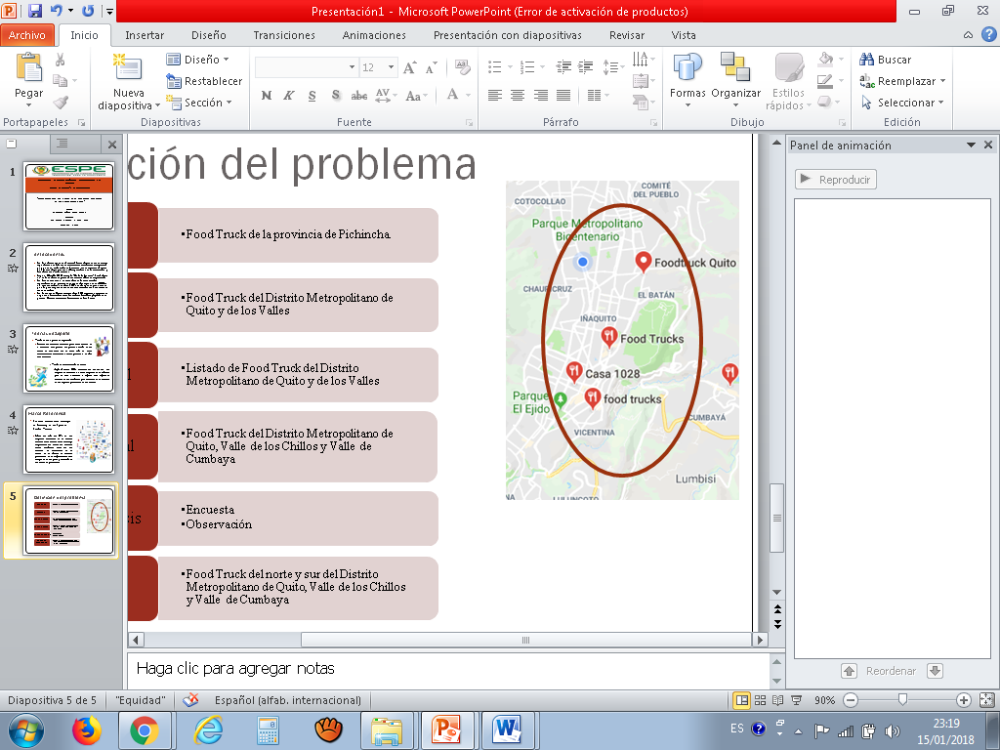 Presentación1 - Microsoft PowerPoint (Error de activación de productos)
Archivo
Inicio
Insertar
Diseño
Transiciones
Animaciones
Presentación con diapositivas
Revisar
Vista
Pegar
Portapapeles
Nueva
diapositiva
Diseño
Restablecer
Sección
Diapositivas
12
N K S S abc AV Aa A
Fuente
Párrafo
Formas
Organizar
Estilos
rápidos
Dibujo
Buscar
Reemplazar
Seleccionar
Edición
1
ESPE
2
3
4
5
ción del problema
•Food Truck de la provincia de Pichincha.
•Food Truck del Distrito Metropolitano de
Quito y de los Valles
l
•Listado de Food Truck del Distrito
Metropolitano de Quito y de los Valles
al
•Food Truck del Distrito Metropolitano de
Quito, Valle de los Chillos y Valle de
Cumbaya
sis
•Encuesta
•Observación
•Food Truck del norte y sur del Distrito
Metropolitano de Quito, Valle de los Chillos
y Valle de Cumbaya
COTOCOLLAO
COMITÉ
DEL PUEBLO
Parque Metropolitano
Bicentenario
Foodtruck Quito
CHAUPICRUZ
EL BATÁN
IÑAQUITO
Food Trucks
Casa 1028
Parque
El Ejido
food trucks
CUMBAYÁ
VICENTINA
Lumbisi
NA
LULUNCOTO
Panel de animación
Reproducir
Reordenar
Haga clic para agregar notas
Diapositiva 5 de 5
"Equidad"
Español (alfab. internacional)
90%
ES
23:19
15/01/2018